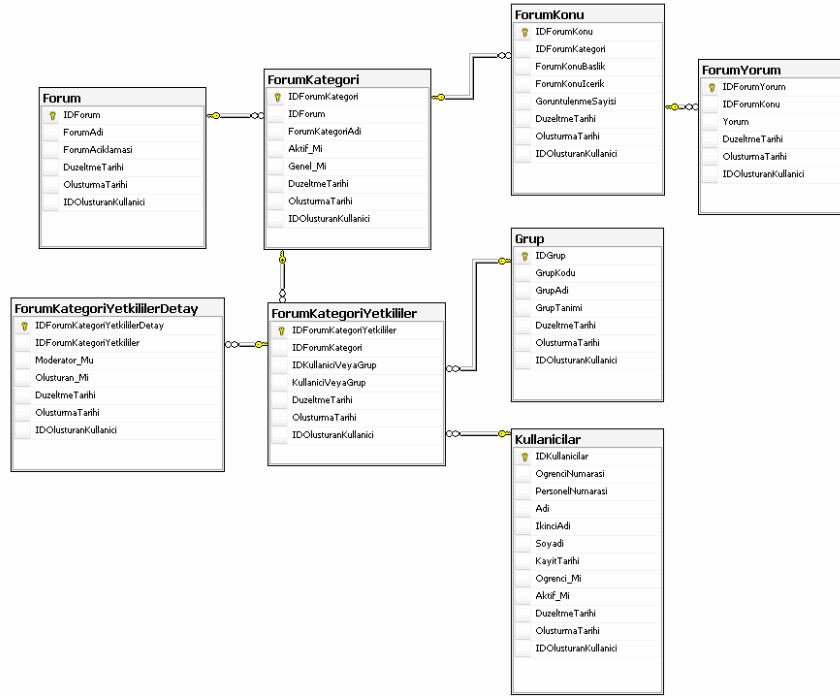 Forum
IDForum
ForumAdi
ForumAciklamasi
DuzeltmeTarihi
OlusturmaTarihi
IDOlusturanKullanici
ForumKategori
IDForumKategori
IDForum
ForumKategoriAdi
Aktif_Mi
Genel_Mi
DuzeltmeTarihi
OlusturmaTarihi
IDOlusturanKullanici
ForumKonu
IDForumKonu
IDForumKategori
ForumKonuBaslik
ForumKonuIcerik
GoruntulenmeSayisi
DuzeltmeTarihi
OlusturmaTarihi
IDOlusturanKullanici
ForumYorum
IDForumYorum
IDForumKonu
Yorum
DuzeltmeTarihi
OlusturmaTarihi
IDOlusturanKullanici
ForumKategoriYetkililerDetay
IDForumKategoriYetkililerDetay
IDForumKategoriYetkililer
Moderator_Mu
Olusturan_Mi
DuzeltmeTarihi
OlusturmaTarihi
IDOlusturanKullanici
ForumKategoriYetkililer
IDForumKategoriYetkililer
IDForumKategori
IDKullaniciVeyaGrup
KullaniciVeyaGrup
DuzeltmeTarihi
OlusturmaTarihi
IDOlusturanKullanici
Grup
IDGrup
GrupKodu
GrupAdi
GrupTanimi
DuzeltmeTarihi
OlusturmaTarihi
IDOlusturanKullanici
Kullanicilar
IDKullanicilar
OgrenciNumarasi
PersonelNumarasi
Adi
IkinciAdi
Soyadi
KayitTarihi
Ogrenci_Mi
Aktif_Mi
DuzeltmeTarihi
OlusturmaTarihi
IDOlusturanKullanici